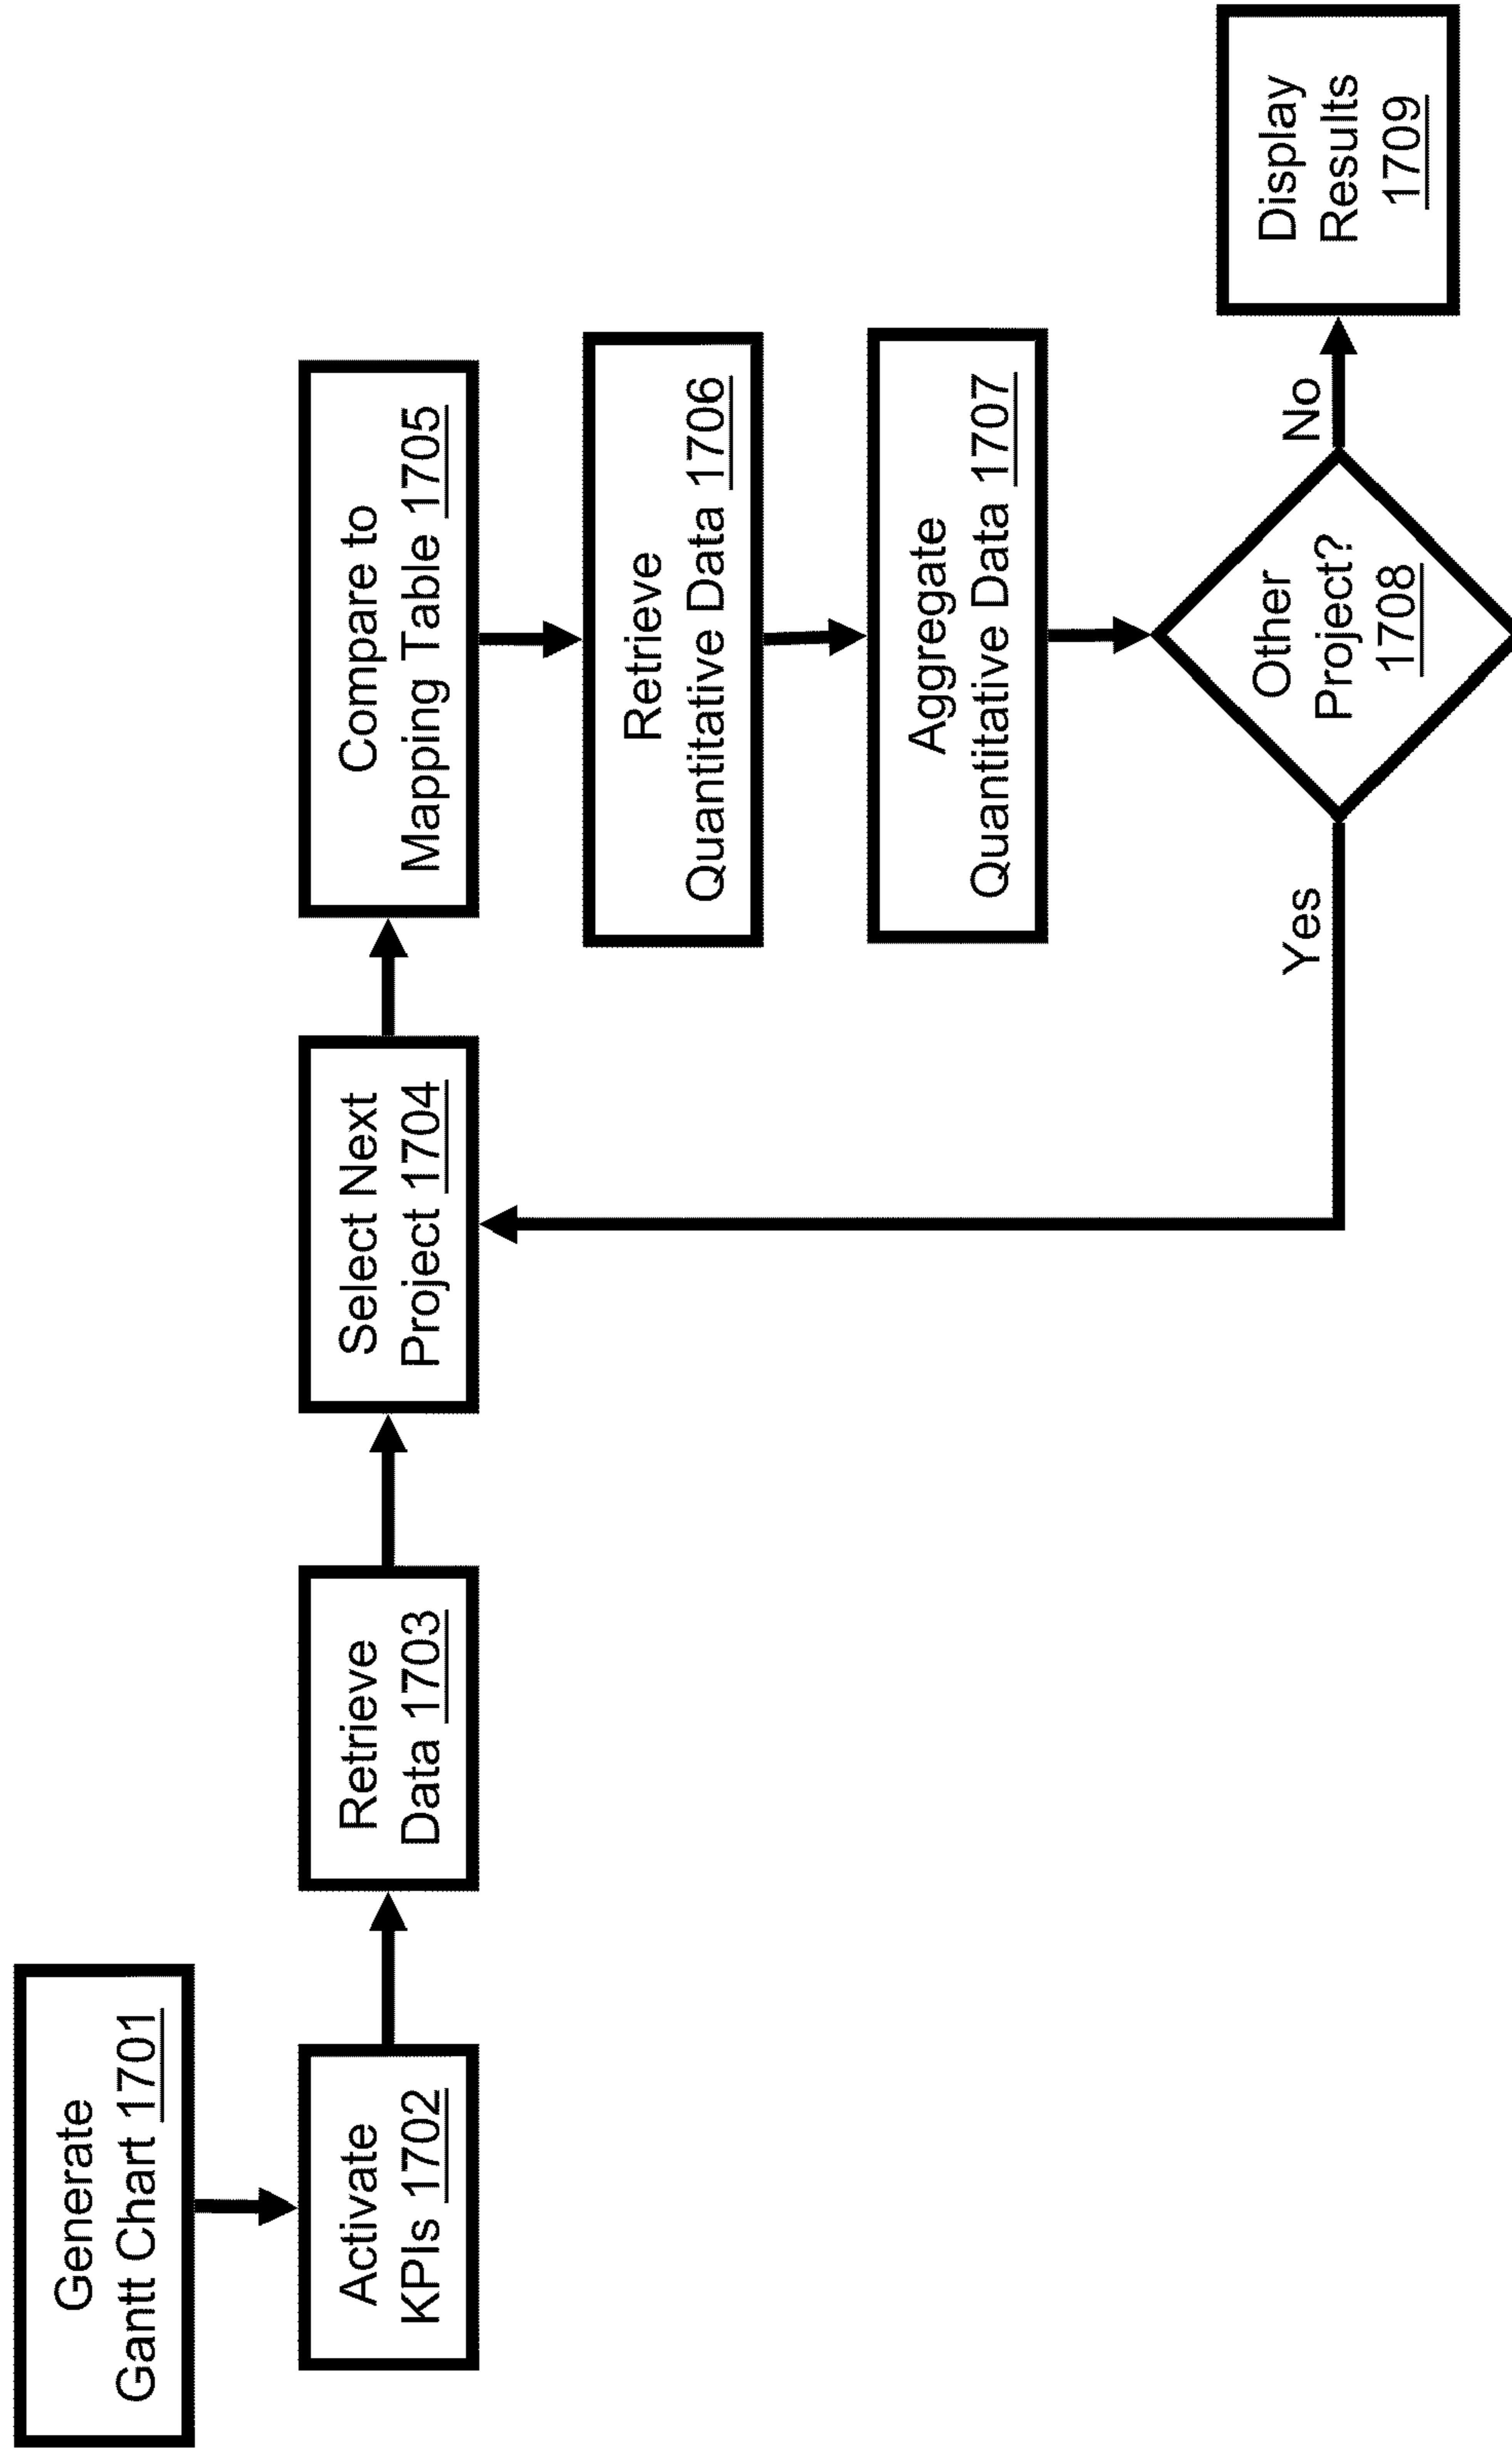 Generate
Gantt Chart 1701
Activate
KPIs 1702
Retrieve
Data 1703
Select Next
Project 1704
Compare to
Mapping Table 1705
Retrieve
Quantitative Data 1706
Aggregate
Quantitative Data 1707
Other
Project?
1708
Yes
No
Display
Results
1709